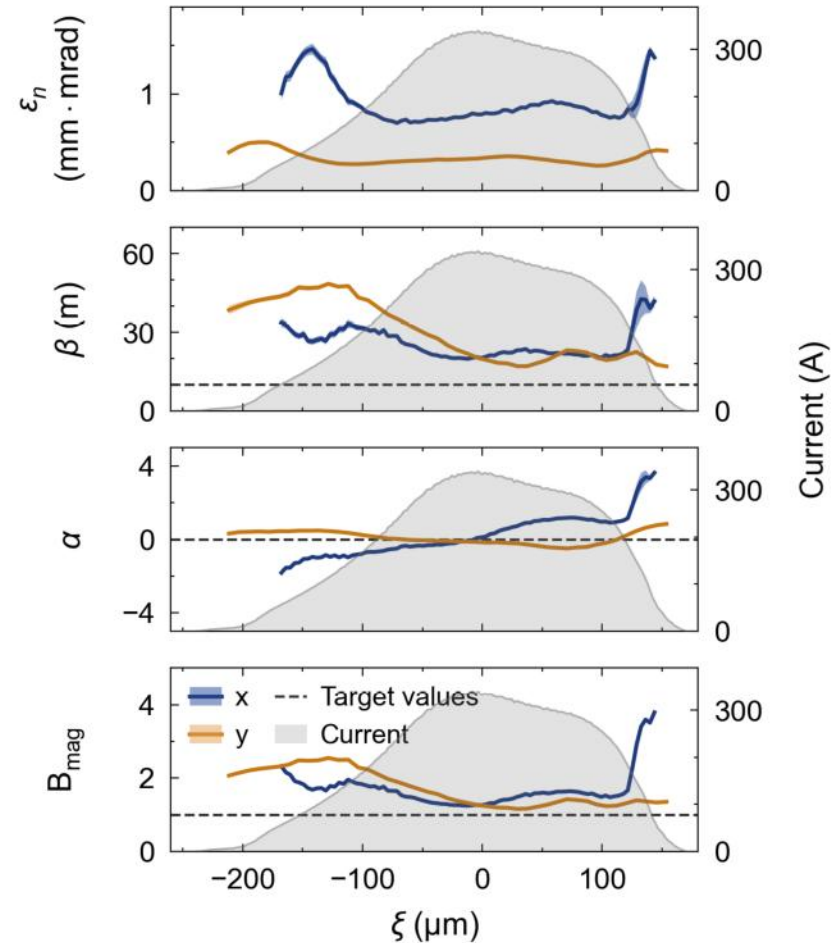 εₙ
(mm · mrad)
1
0
300
0
β (m)
60
30
0
300
0
Current (A)
α
4
0
−4
300
0
B_mag
4
2
0
x
y
Target values
Current
300
0
−200
−100
0
100
ξ (μm)